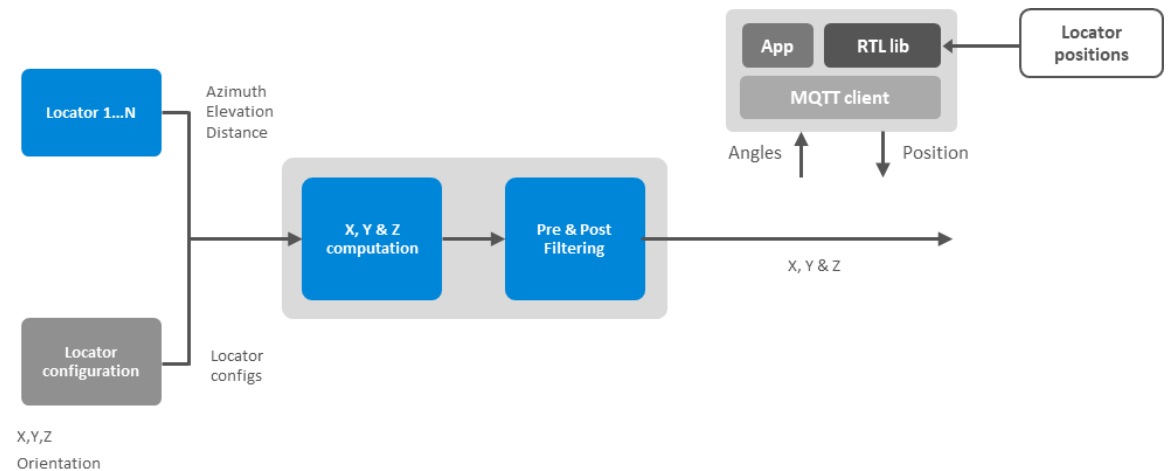 App
RTL lib
Locator
positions
MQTT client
Angles
Position
Locator 1...N
Azimuth
Elevation
Distance
X, Y & Z
computation
Pre & Post
Filtering
X, Y & Z
Locator
configuration
Locator
configs
X,Y,Z
Orientation